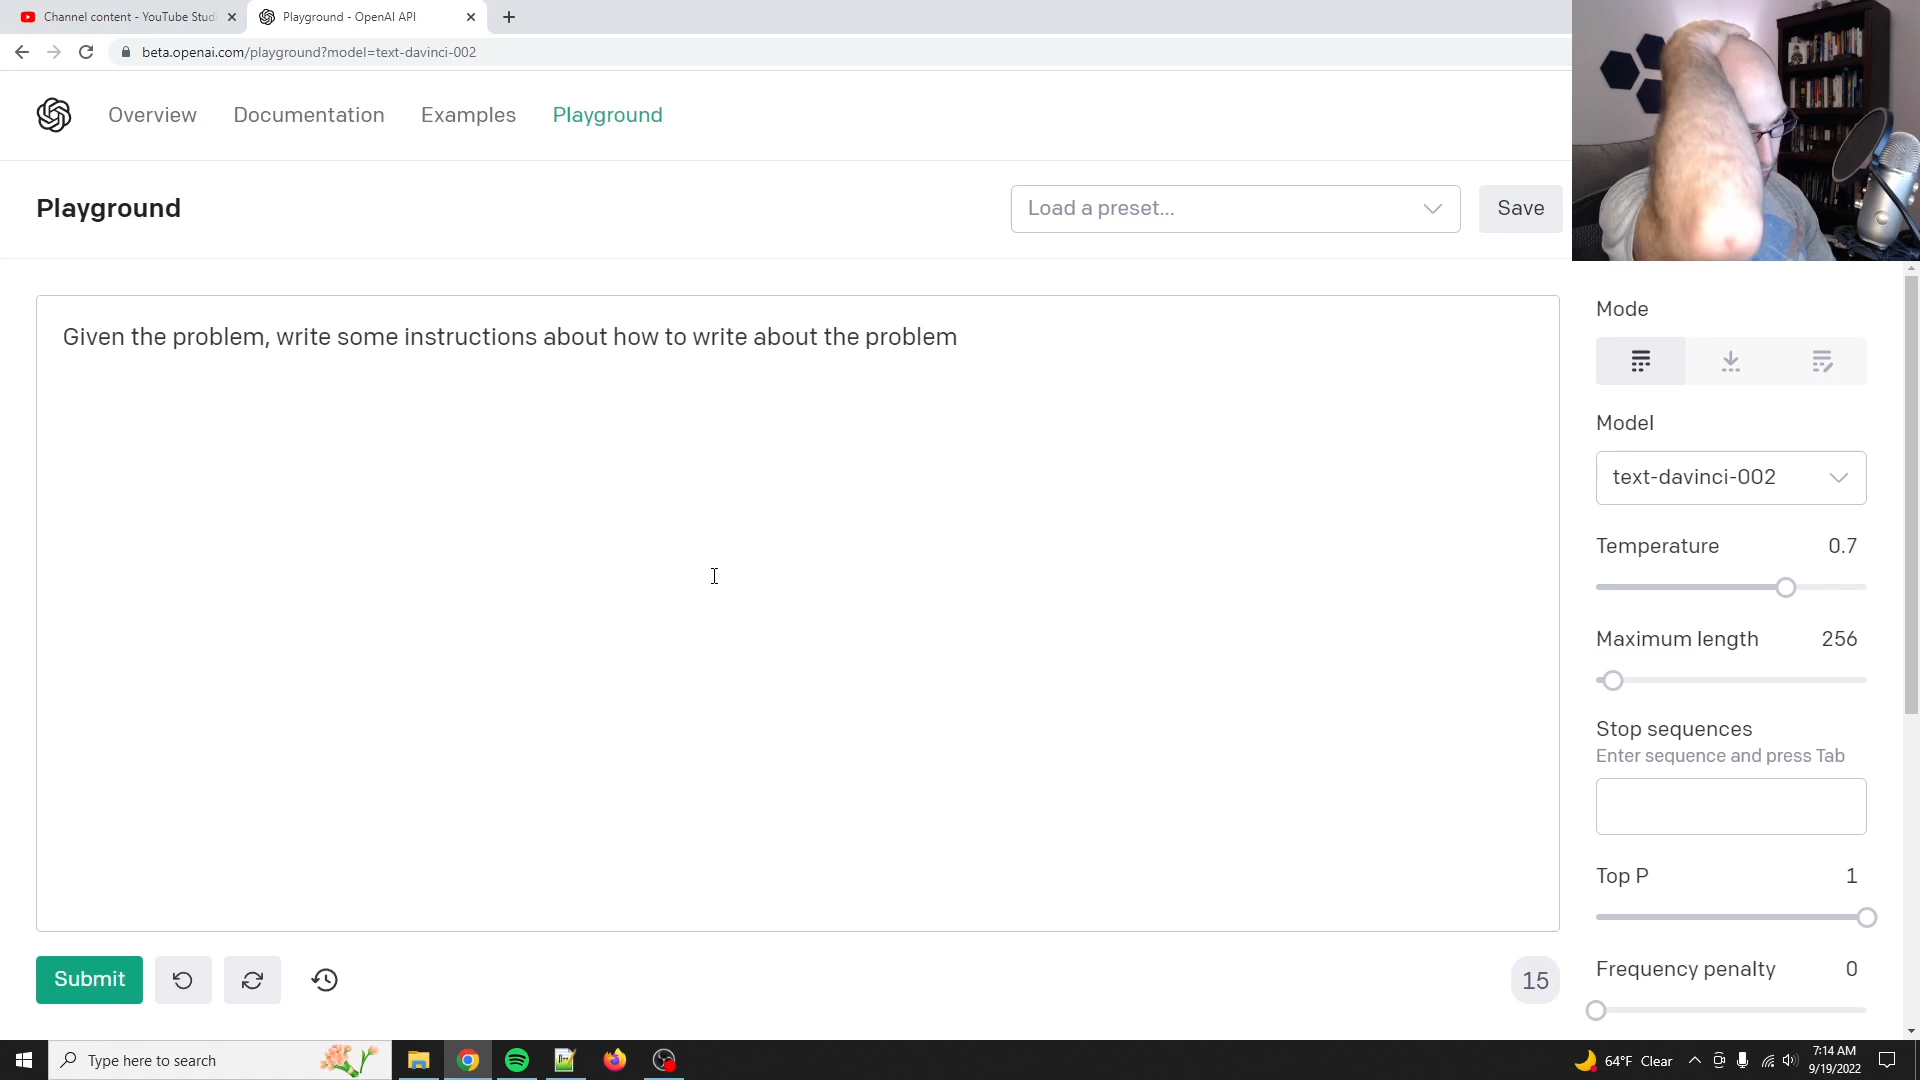 Channel content - YouTube Stud
Playground - OpenAI API
beta.openai.com/playground?model=text-davinci-002
Overview
Documentation
Examples
Playground
Playground
Load a preset...
Save
Given the problem, write some instructions about how to write about the problem
Mode
Model
text-davinci-002
Temperature
0.7
Maximum length
256
Stop sequences
Enter sequence and press Tab
Top P
1
Frequency penalty
0
Submit
15
Type here to search
64°F Clear
7:14 AM
9/19/2022